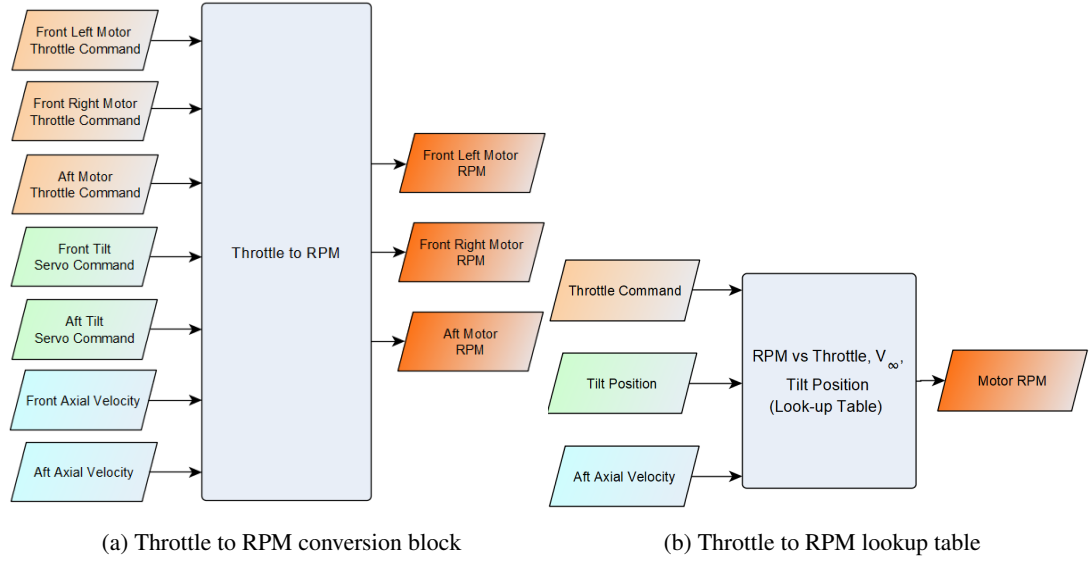 Front Left Motor
Throttle Command
Front Right Motor
Throttle Command
Aft Motor
Throttle Command
Front Tilt
Servo Command
Aft Tilt
Servo Command
Front Axial Velocity
Aft Axial Velocity
Throttle to RPM
Front Left Motor
RPM
Front Right Motor
RPM
Aft Motor
RPM
(a) Throttle to RPM conversion block
Throttle Command
Tilt Position
Aft Axial Velocity
RPM vs Throttle, V∞,
Tilt Position
(Look-up Table)
Motor RPM
(b) Throttle to RPM lookup table